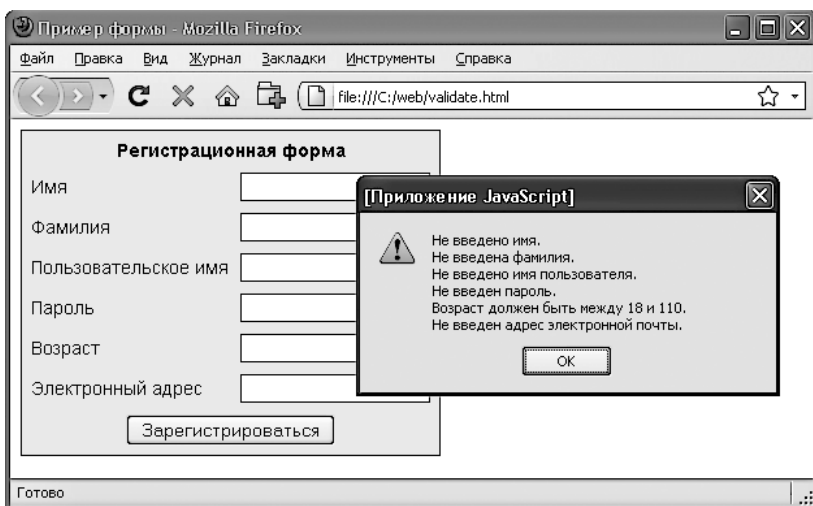 Пример формы - Mozilla Firefox
Файл Правка Вид Журнал Закладки Инструменты Справка
file:///C:/web/validate.html
Регистрационная форма
Имя
Фамилия
Пользовательское имя
Пароль
Возраст
Электронный адрес
Зарегистрироваться
[Приложение JavaScript]
Не введено имя.
Не введена фамилия.
Не введено имя пользователя.
Не введен пароль.
Возраст должен быть между 18 и 110.
Не введен адрес электронной почты.
OK
Готово